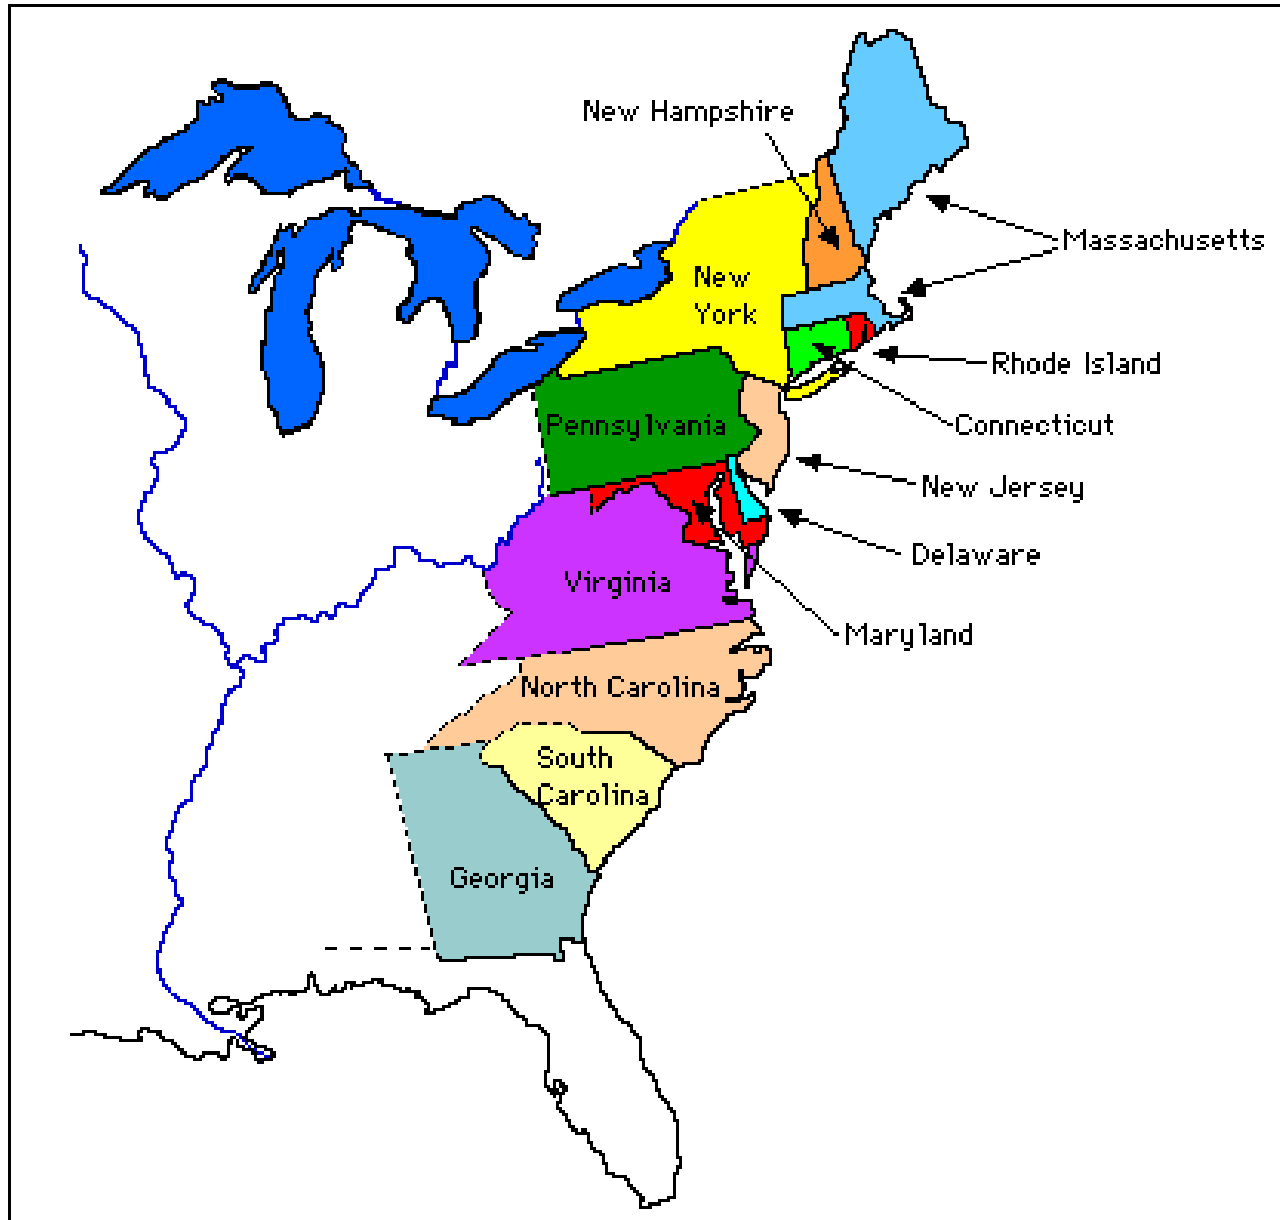 New Hampshire
Massachusetts
New
York
Rhode Island
Connecticut
Pennsylvania
New Jersey
Delaware
Virginia
Maryland
North Carolina
South
Carolina
Georgia